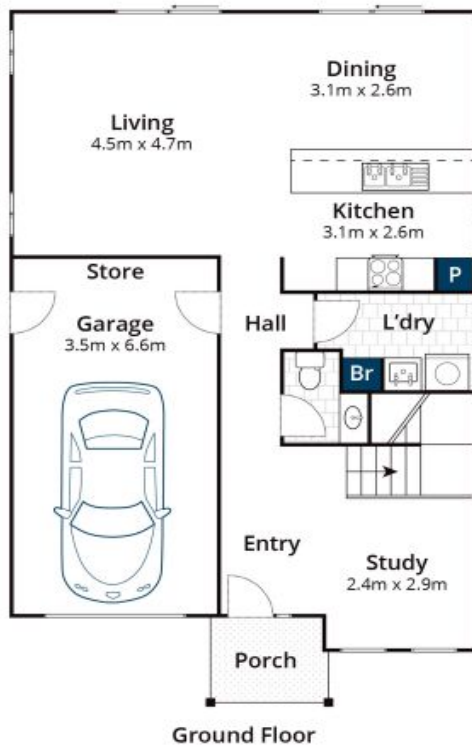 Dining
3.1m x 2.6m
Living
4.5m x 4.7m
Kitchen
3.1m x 2.6m
Store
P
Garage
3.5m x 6.6m
Hall
L'dry
Br
Entry
Study
2.4m x 2.9m
Porch
Ground Floor